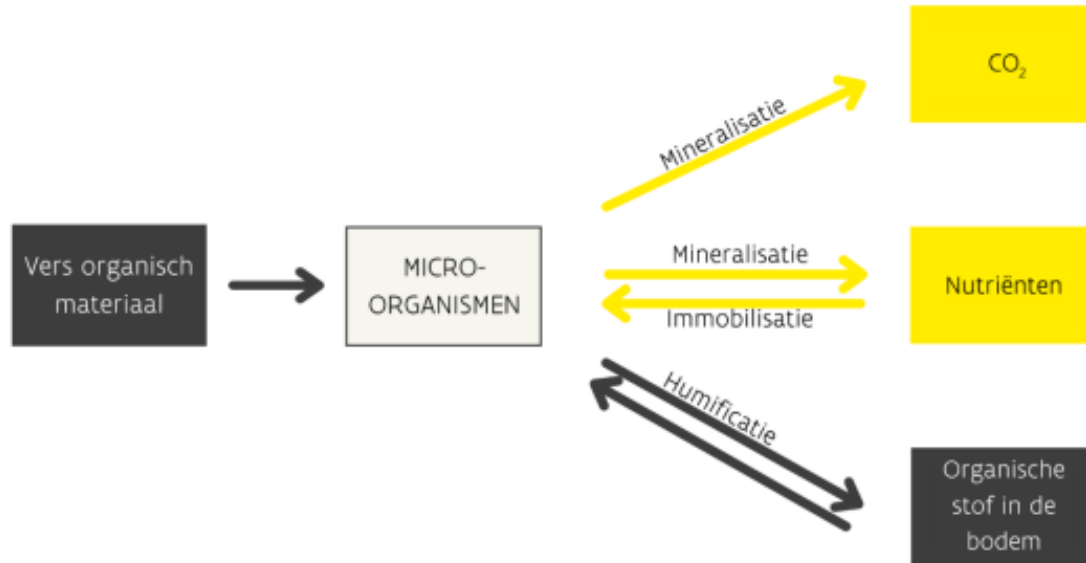 CO₂
Mineralisatie
Vers organisch
materiaal
MICRO-
ORGANISMEN
Mineralisatie
Immobilisatie
Nutriënten
Humificatie
Organische
stof in de
bodem